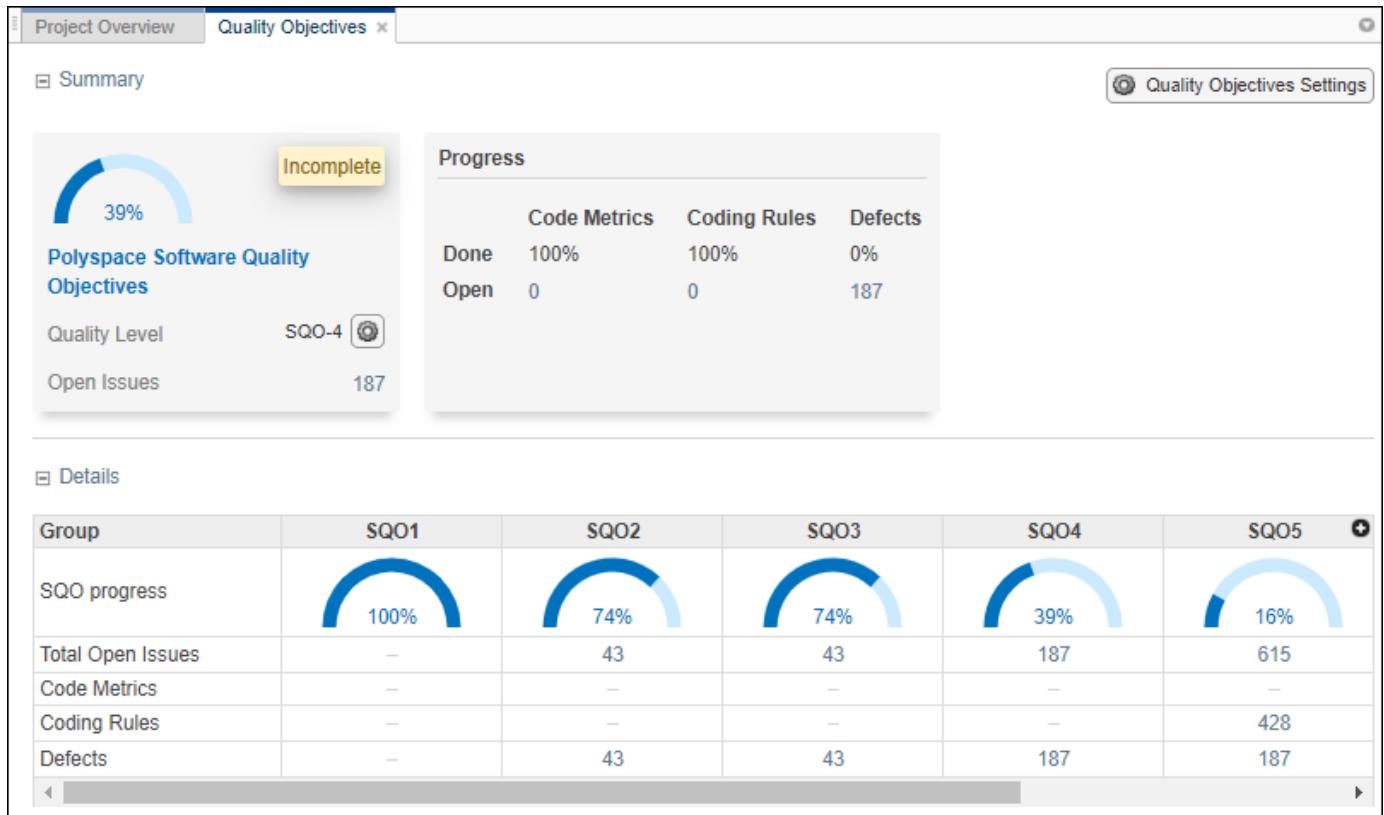 Project Overview Quality Objectives ×
Summary
Quality Objectives Settings
39%
Incomplete
Polyspace Software Quality
Objectives
Quality Level SQO-4
Open Issues 187
Progress
Code Metrics Coding Rules Defects
Done 100% 100% 0%
Open 0 0 187
Details
Group SQO1 SQO2 SQO3 SQO4 SQO5
SQO progress 100% 74% 74% 39% 16%
Total Open Issues – 43 43 187 615
Code Metrics – – – – –
Coding Rules – – – – 428
Defects – 43 43 187 187